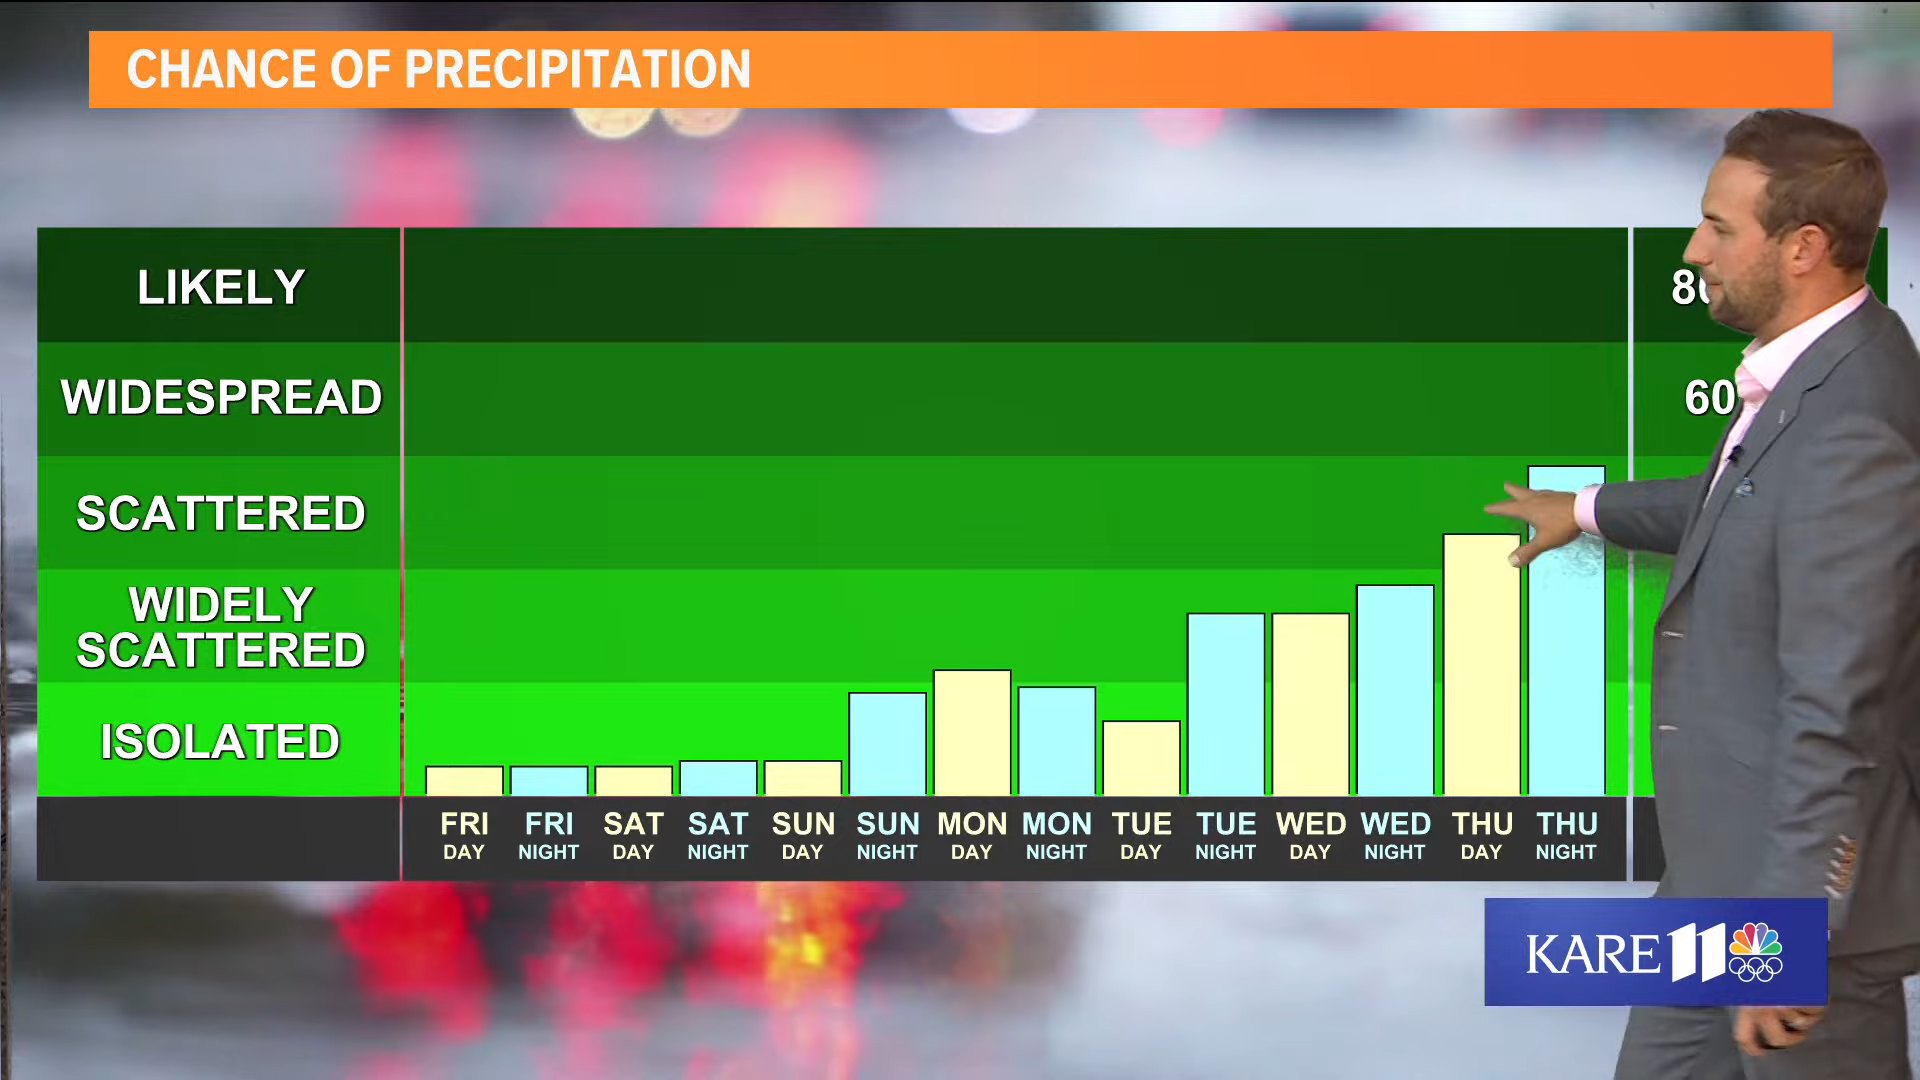 CHANCE OF PRECIPITATION
LIKELY
WIDESPREAD
60
SCATTERED
WIDELY
SCATTERED
ISOLATED
FRI FRI SAT SAT SUN SUN MON MON TUE TUE WED WED THU THU
DAY NIGHT DAY NIGHT DAY NIGHT DAY NIGHT DAY NIGHT DAY NIGHT DAY NIGHT
KARE 11